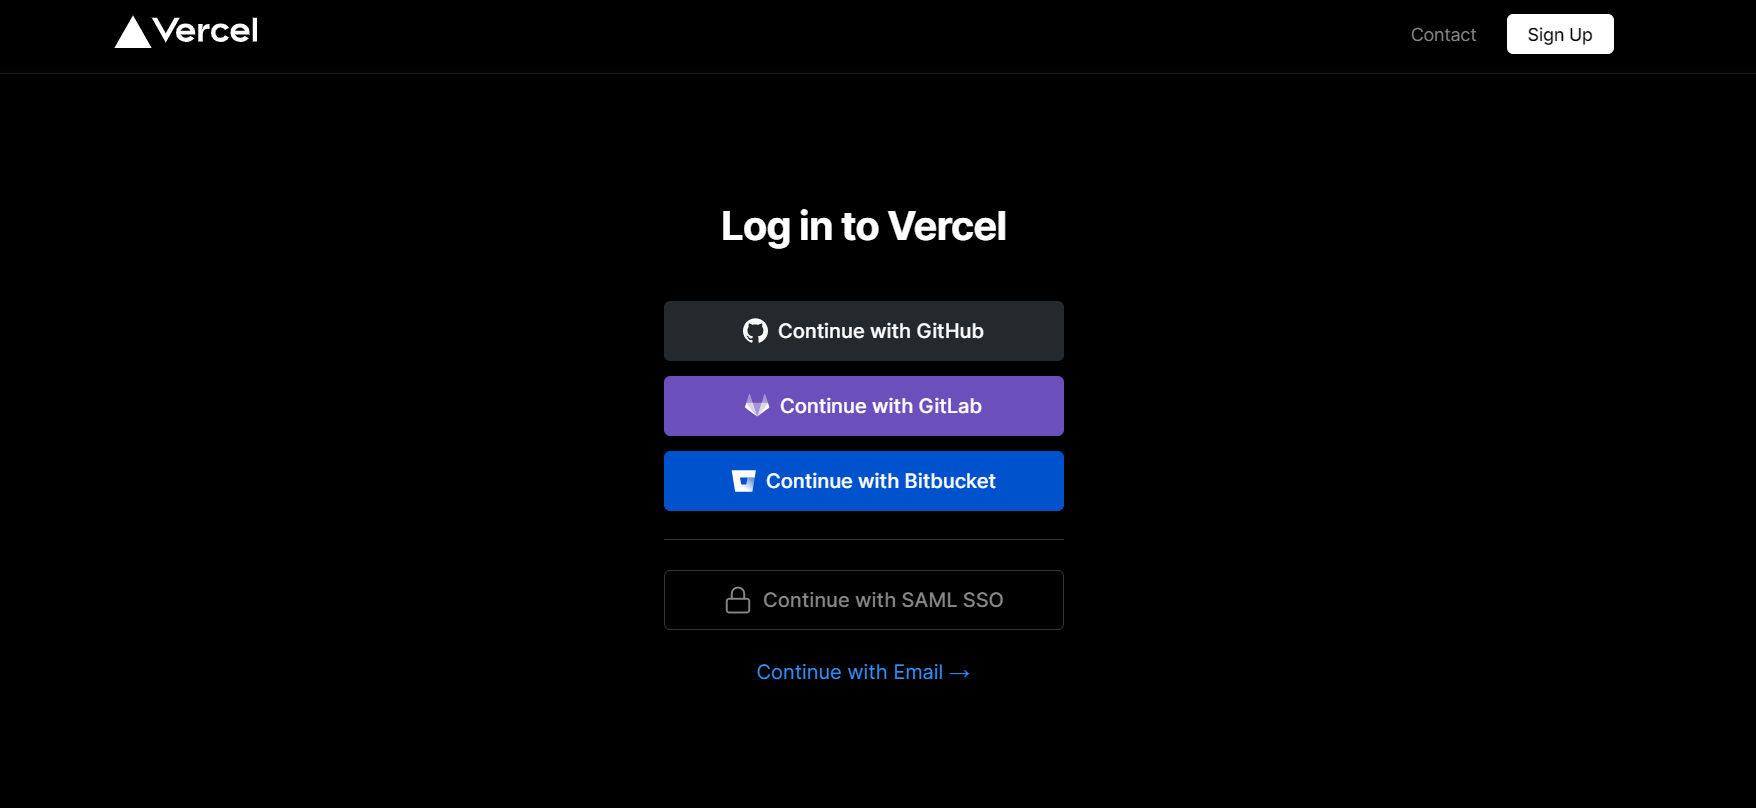 Vercel
Contact
Sign Up
Log in to Vercel
Continue with GitHub
Continue with GitLab
Continue with Bitbucket
Continue with SAML SSO
Continue with Email →